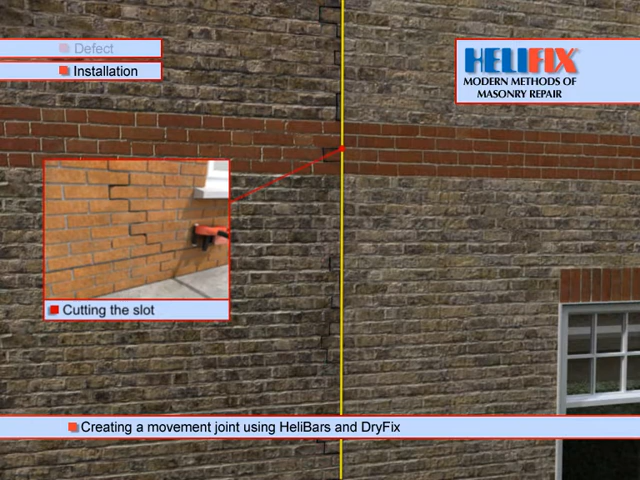 Defect
Installation
HELIFIX
MODERN METHODS OF
MASONRY REPAIR
Cutting the slot
Creating a movement joint using HeliBars and DryFix